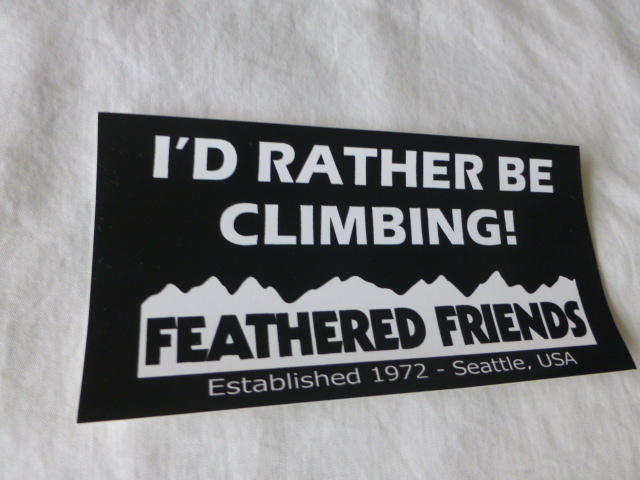 I'D RATHER BE
CLIMBING!
FEATHERED FRIENDS
Established 1972 - Seattle, USA